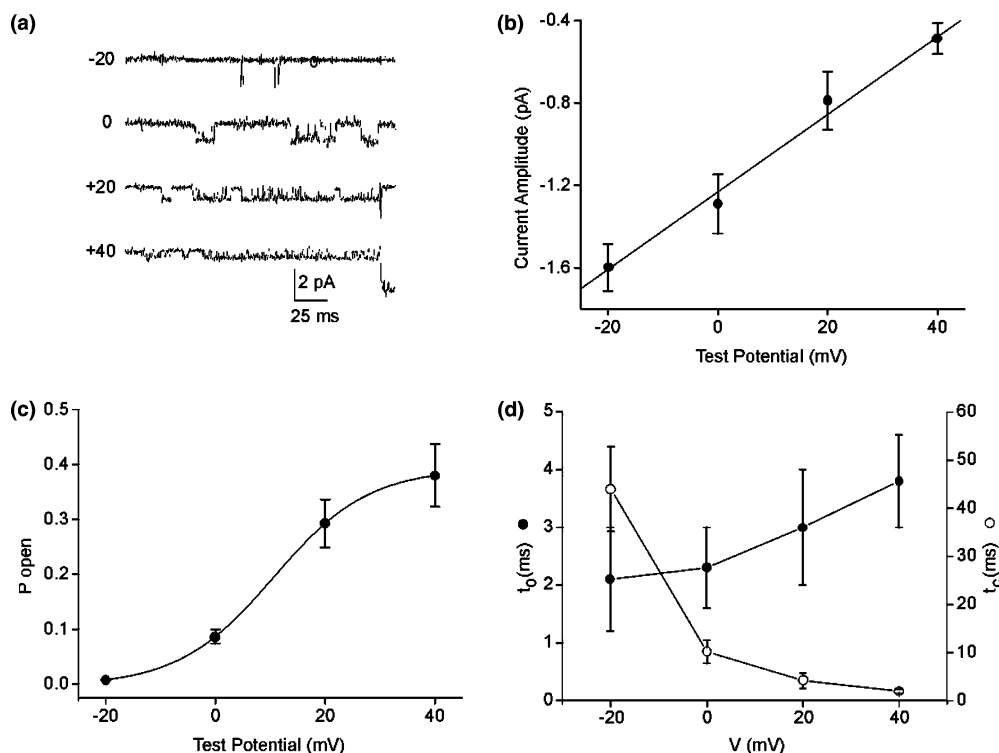 (a)
-20
0
+20
+40
2 pA
25 ms
(b)
-0.4
-0.8
-1.2
-1.6
Current Amplitude (pA)
-20 0 20 40
Test Potential (mV)
(c)
0.5
0.4
0.3
0.2
0.1
0.0
P open
-20 0 20 40
Test Potential (mV)
(d)
5
4
3
2
1
0
to(ms)
60
50
40
30
20
10
0
tc(ms)
-20 0 20 40
V (mV)